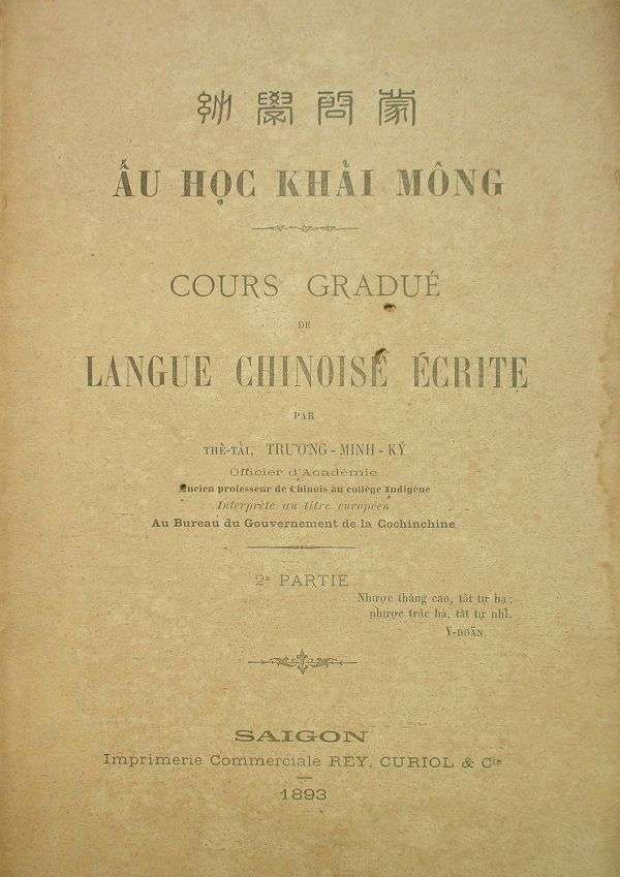 幼學啓蒙
ẤU HỌC KHẢI MÔNG
COURS GRADUÉ
DE
LANGUE CHINOISE ÉCRITE
PAR
THẾ-TẢI, TRƯƠNG-MINH-KÝ
Officier d'Académie
Ancien professeur de Chinois au collège Indigène
Interprète au titre européen
Au Bureau du Gouvernement de la Cochinchine
2e PARTIE
Nhược thăng cao, tất tự hạ;
nhược trắc hà, tất tự nhĩ.
Y-DOÃN.
SAIGON
Imprimerie Commerciale REY, CURIOL & Cie
1893